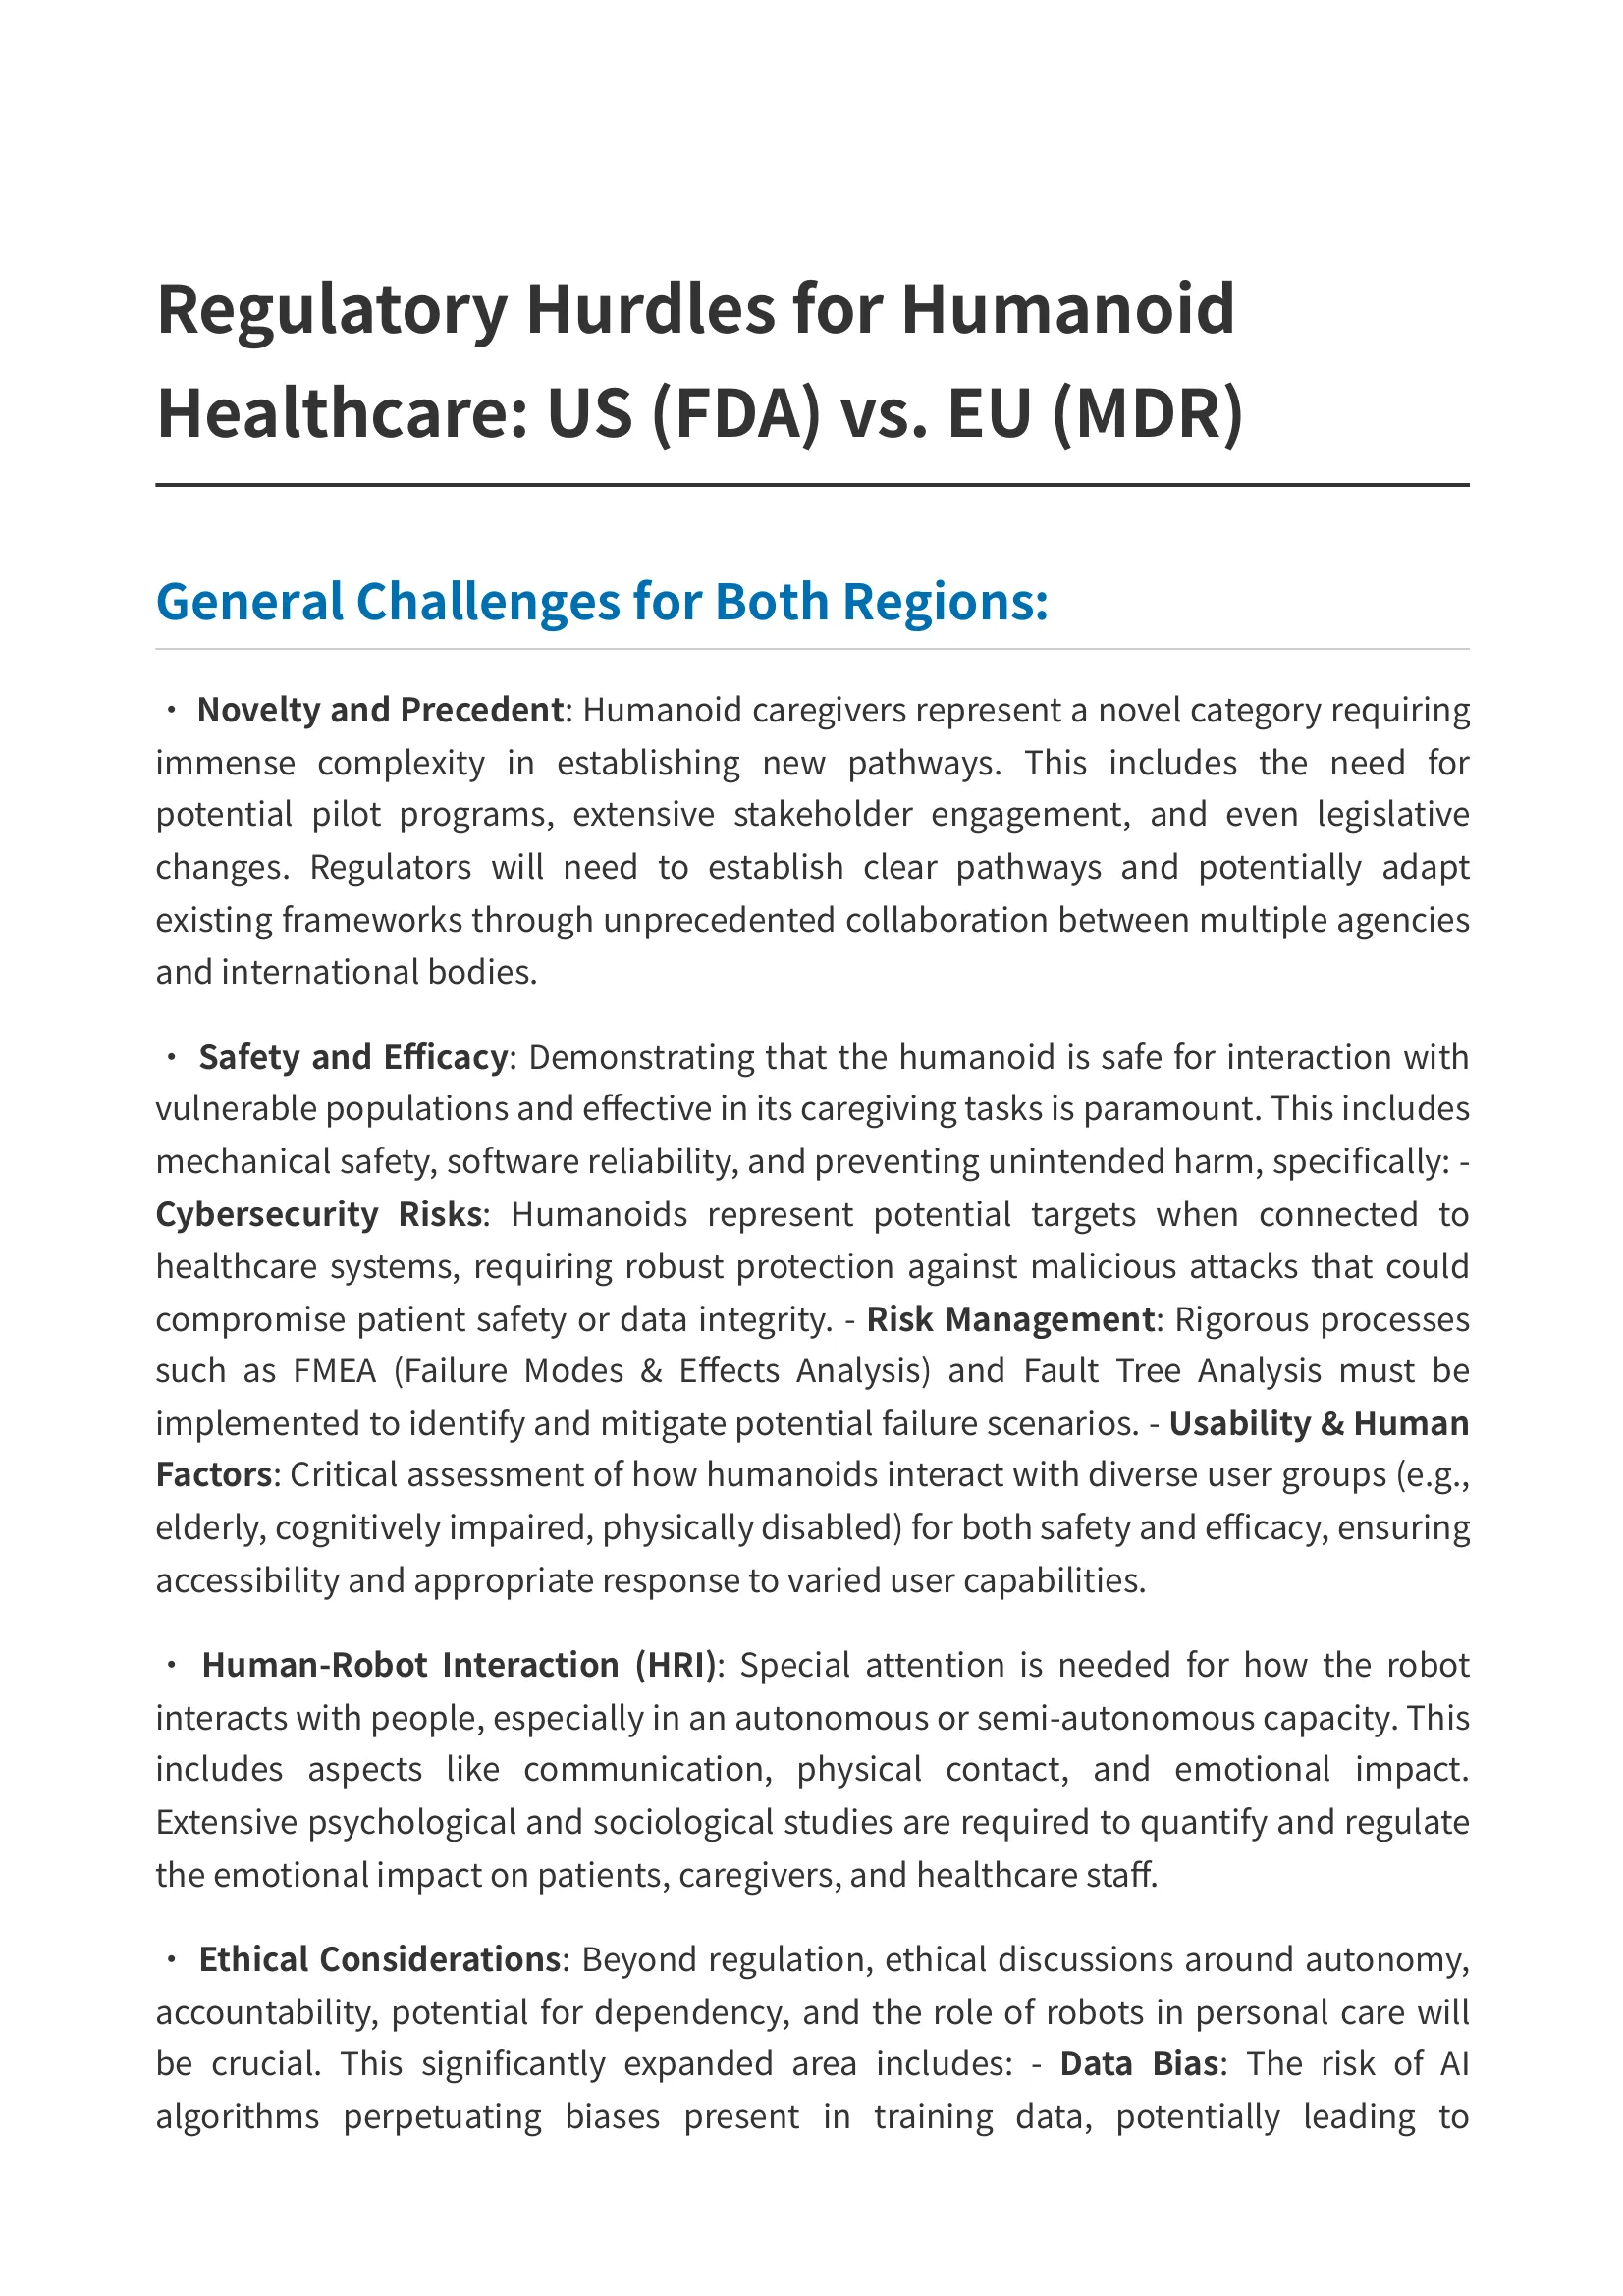 Regulatory Hurdles for Humanoid
Healthcare: US (FDA) vs. EU (MDR)
General Challenges for Both Regions:
• Novelty and Precedent: Humanoid caregivers represent a novel category requiring
immense complexity in establishing new pathways. This includes the need for
potential pilot programs, extensive stakeholder engagement, and even legislative
changes. Regulators will need to establish clear pathways and potentially adapt
existing frameworks through unprecedented collaboration between multiple agencies
and international bodies.
• Safety and Efficacy: Demonstrating that the humanoid is safe for interaction with
vulnerable populations and effective in its caregiving tasks is paramount. This includes
mechanical safety, software reliability, and preventing unintended harm, specifically: -
Cybersecurity Risks: Humanoids represent potential targets when connected to
healthcare systems, requiring robust protection against malicious attacks that could
compromise patient safety or data integrity. - Risk Management: Rigorous processes
such as FMEA (Failure Modes & Effects Analysis) and Fault Tree Analysis must be
implemented to identify and mitigate potential failure scenarios. - Usability & Human
Factors: Critical assessment of how humanoids interact with diverse user groups (e.g.,
elderly, cognitively impaired, physically disabled) for both safety and efficacy, ensuring
accessibility and appropriate response to varied user capabilities.
• Human-Robot Interaction (HRI): Special attention is needed for how the robot
interacts with people, especially in an autonomous or semi-autonomous capacity. This
includes aspects like communication, physical contact, and emotional impact.
Extensive psychological and sociological studies are required to quantify and regulate
the emotional impact on patients, caregivers, and healthcare staff.
• Ethical Considerations: Beyond regulation, ethical discussions around autonomy,
accountability, potential for dependency, and the role of robots in personal care will
be crucial. This significantly expanded area includes: - Data Bias: The risk of AI
algorithms perpetuating biases present in training data, potentially leading to